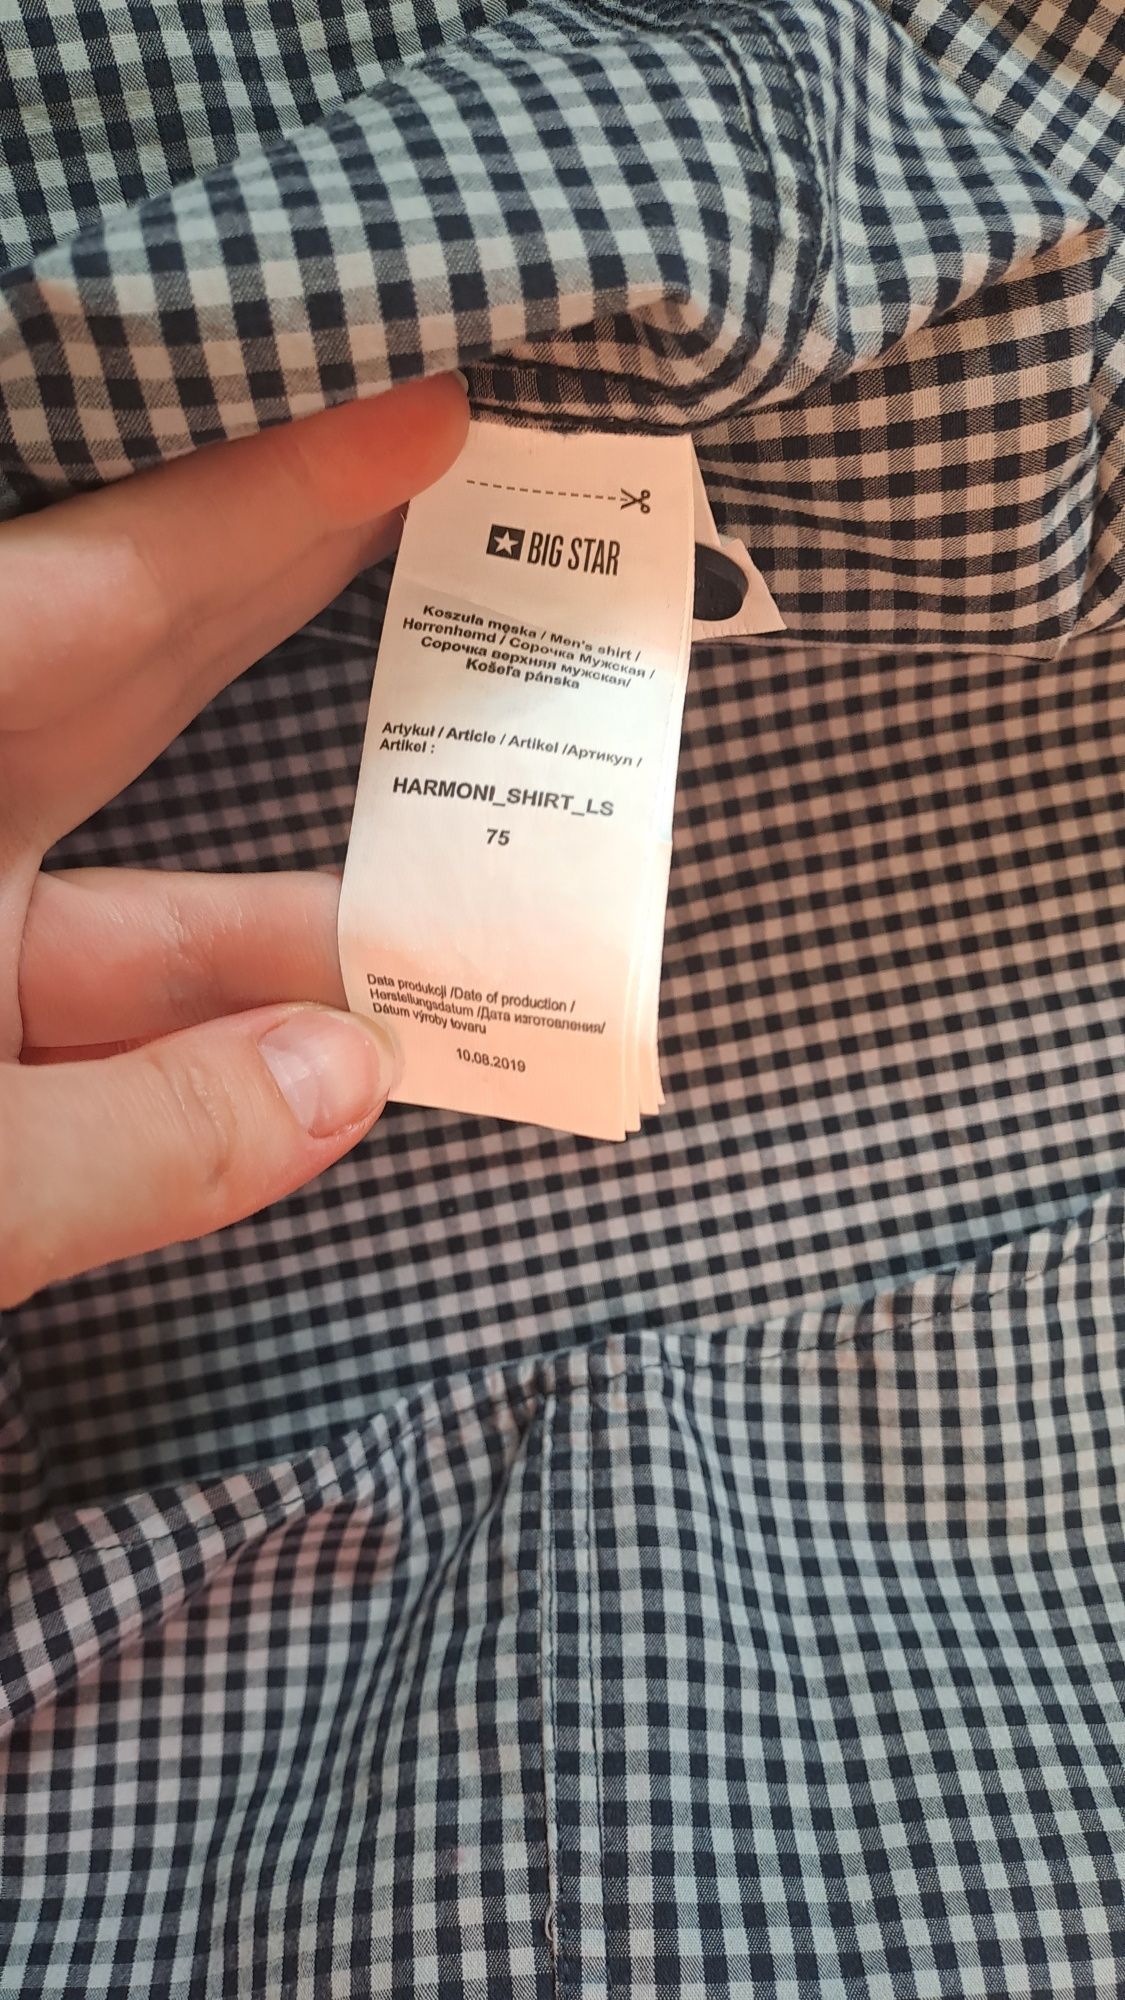 BIG STAR
Koszula męska / Men's shirt /
Herrenhemd / Сорочка Мужская /
Сорочка верхняя мужская/
Košeľa pánska
Artykuł / Article / Artikel /Артикул /
Artikel :
HARMONI_SHIRT_LS
75
Data produkcji /Date of production /
Herstellungsdatum /Дата изготовления/
Dátum výroby tovaru
10.08.2019